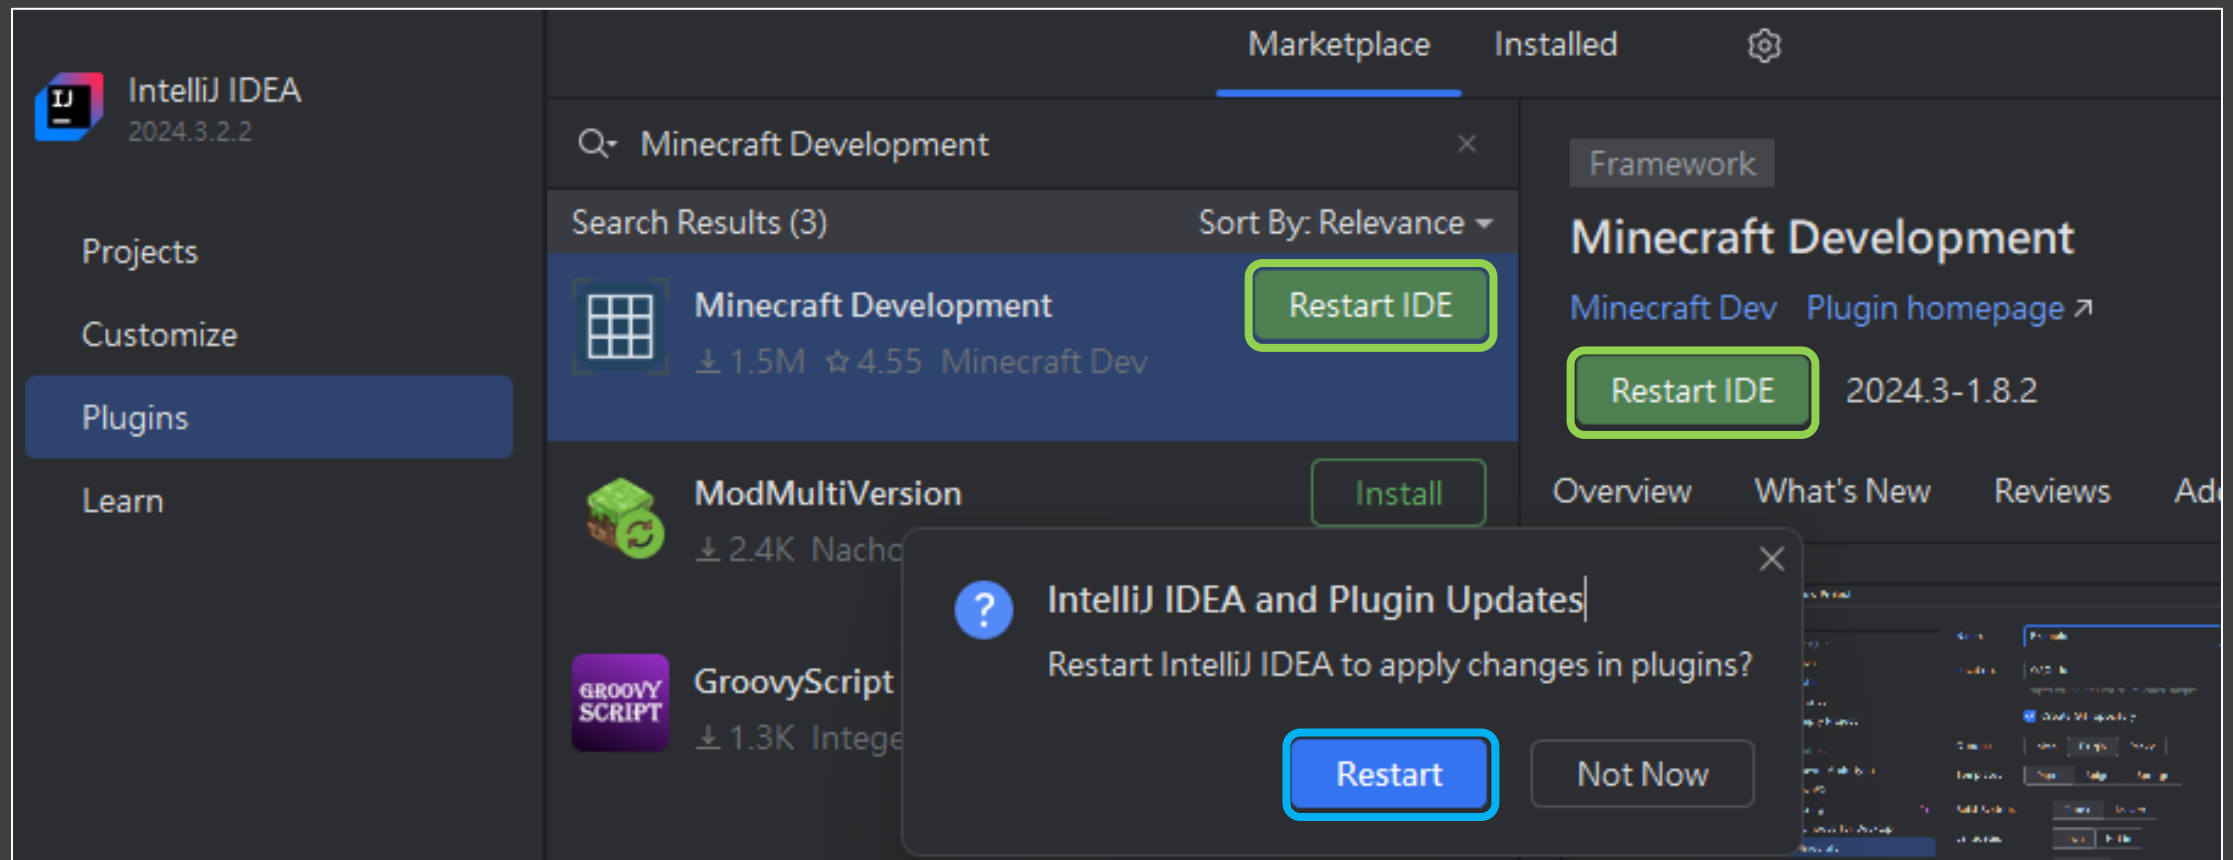 IntelliJ IDEA
2024.3.2.2
Projects
Customize
Plugins
Learn
Marketplace Installed
Minecraft Development
Search Results (3) Sort By: Relevance
Minecraft Development Restart IDE
1.5M 4.55 Minecraft Dev
ModMultiVersion Install
2.4K
GroovyScript
1.3K
GROOVY
SCRIPT
Framework
Minecraft Development
Minecraft Dev Plugin homepage
Restart IDE 2024.3-1.8.2
Overview What's New Reviews
IntelliJ IDEA and Plugin Updates
Restart IntelliJ IDEA to apply changes in plugins?
Restart Not Now